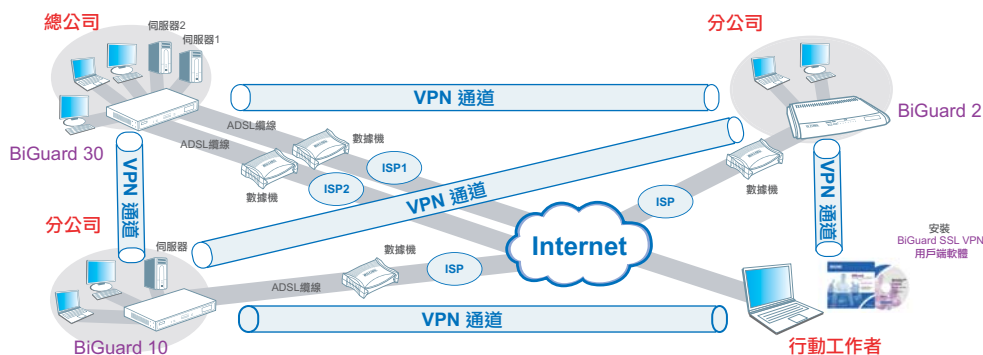 總公司
伺服器2
伺服器1
分公司
VPN 通道
BiGuard 2
ADSL纜線
數據機
BiGuard 30
ADSL纜線
數據機
VPN 通道
ISP1
ISP2
數據機
VPN 通道
ISP
數據機
VPN 通道
分公司
伺服器
Internet
安裝
BiGuard SSL VPN
用戶端軟體
數據機
ISP
ADSL纜線
VPN 通道
BiGuard 10
行動工作者